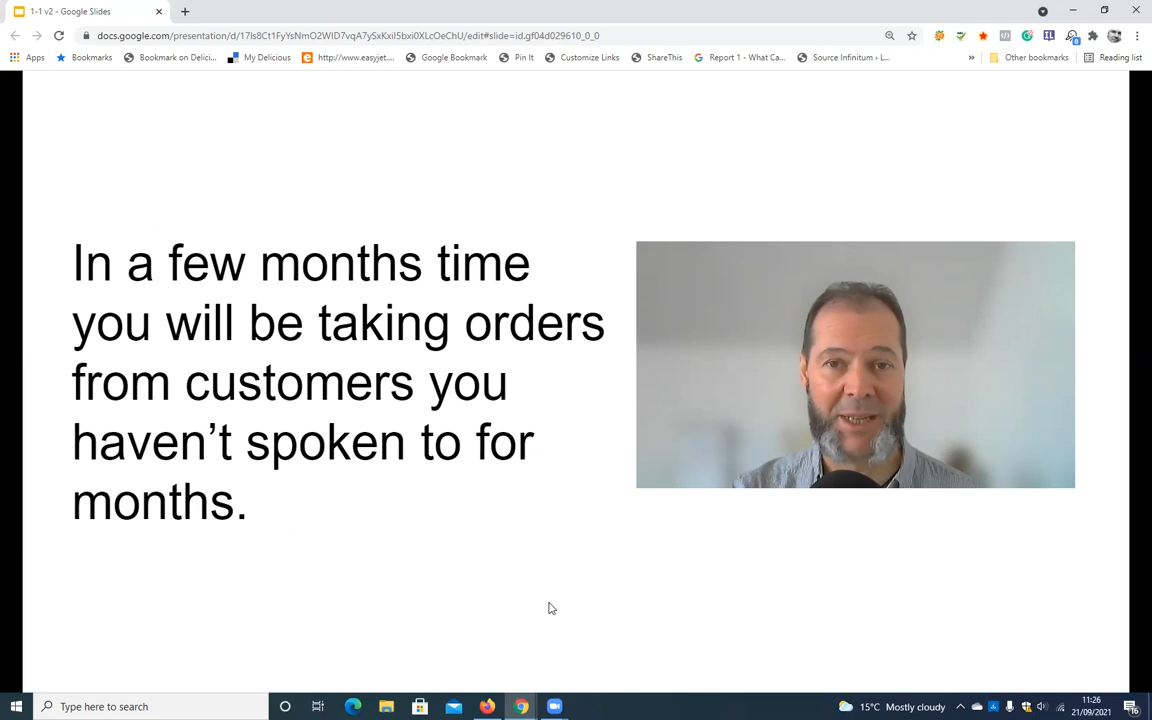 1-1 v2 - Google Slides
docs.google.com/presentation/d/17ls8Ct1FyYsNmO2WID7vqA7ySxKxiI5bxi0XLcOeChU/edit#slide=id.gf04d029610_0_0
Apps Bookmarks Bookmark on Delici... My Delicious http://www.easyjet.... Google Bookmark Pin It Customize Links ShareThis Report 1 - What Ca... Source Infinitum › L... » Other bookmarks Reading list
In a few months time
you will be taking orders
from customers you
haven’t spoken to for
months.
Type here to search
15°C Mostly cloudy
11:26
21/09/2021
16